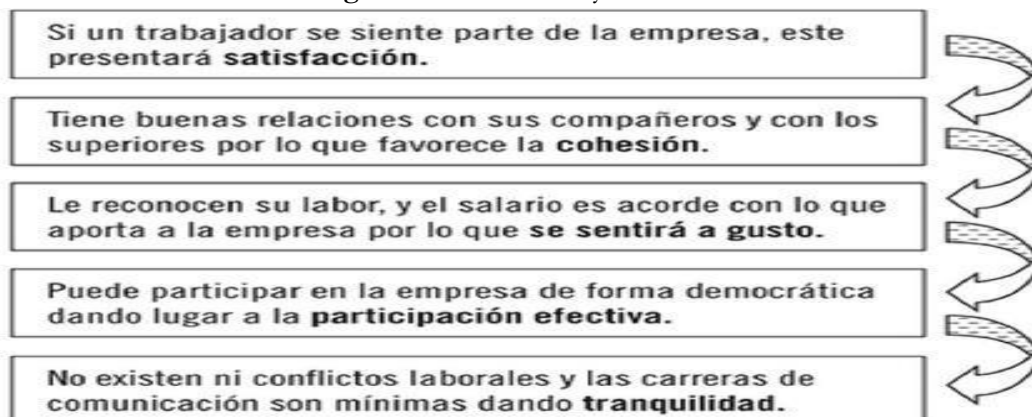 Si un trabajador se siente parte de la empresa, este
presentará satisfacción.
Tiene buenas relaciones con sus compañeros y con los
superiores por lo que favorece la cohesión.
Le reconocen su labor, y el salario es acorde con lo que
aporta a la empresa por lo que se sentirá a gusto.
Puede participar en la empresa de forma democrática
dando lugar a la participación efectiva.
No existen ni conflictos laborales y las carreras de
comunicación son mínimas dando tranquilidad.